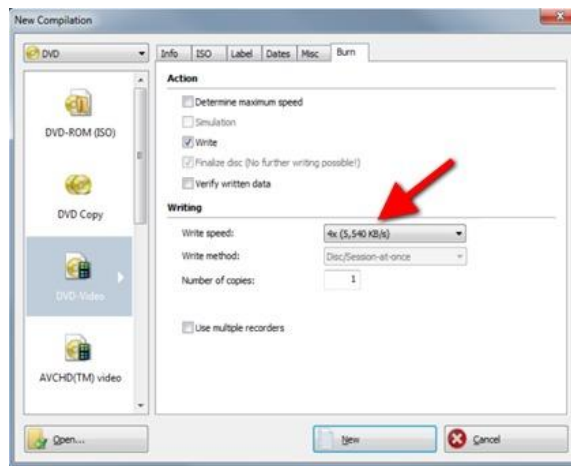 New Compilation
DVD
Info ISO Label Dates Misc Burn
DVD-ROM (ISO)
DVD Copy
DVD-Video
AVCHD(TM) video
Action
Determine maximum speed
Simulation
Write
Finalize disc (No further writing possible!)
Verify written data
Writing
Write speed: 4x (5,540 KB/s)
Write method: Disc/Session-at-once
Number of copies: 1
Use multiple recorders
Open... New Cancel